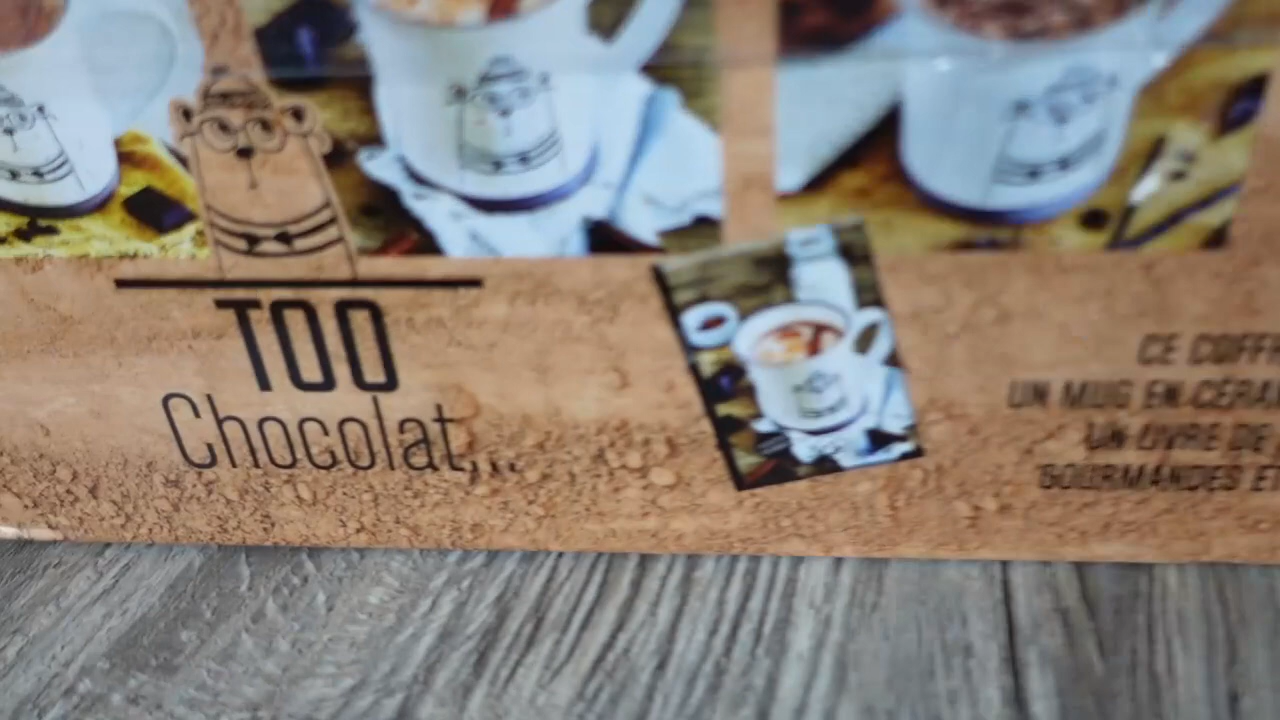 TOO
Chocolat...
CE COFF
UN MUG EN CÉRA
UN LIVRE DE
GOURMANDES ET